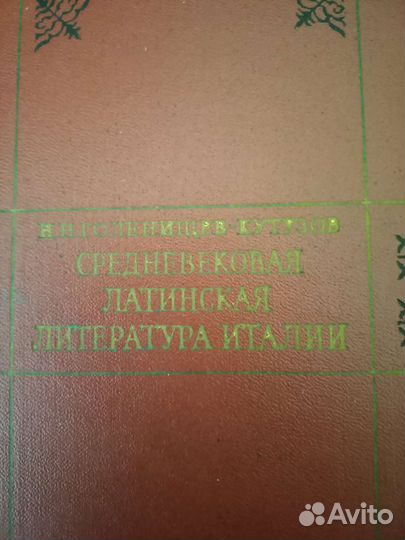 И.Н.ГОЛЕНИЩЕВ-КУТУЗОВ
СРЕДНЕВЕКОВАЯ
ЛАТИНСКАЯ
ЛИТЕРАТУРА ИТАЛИИ
Avito